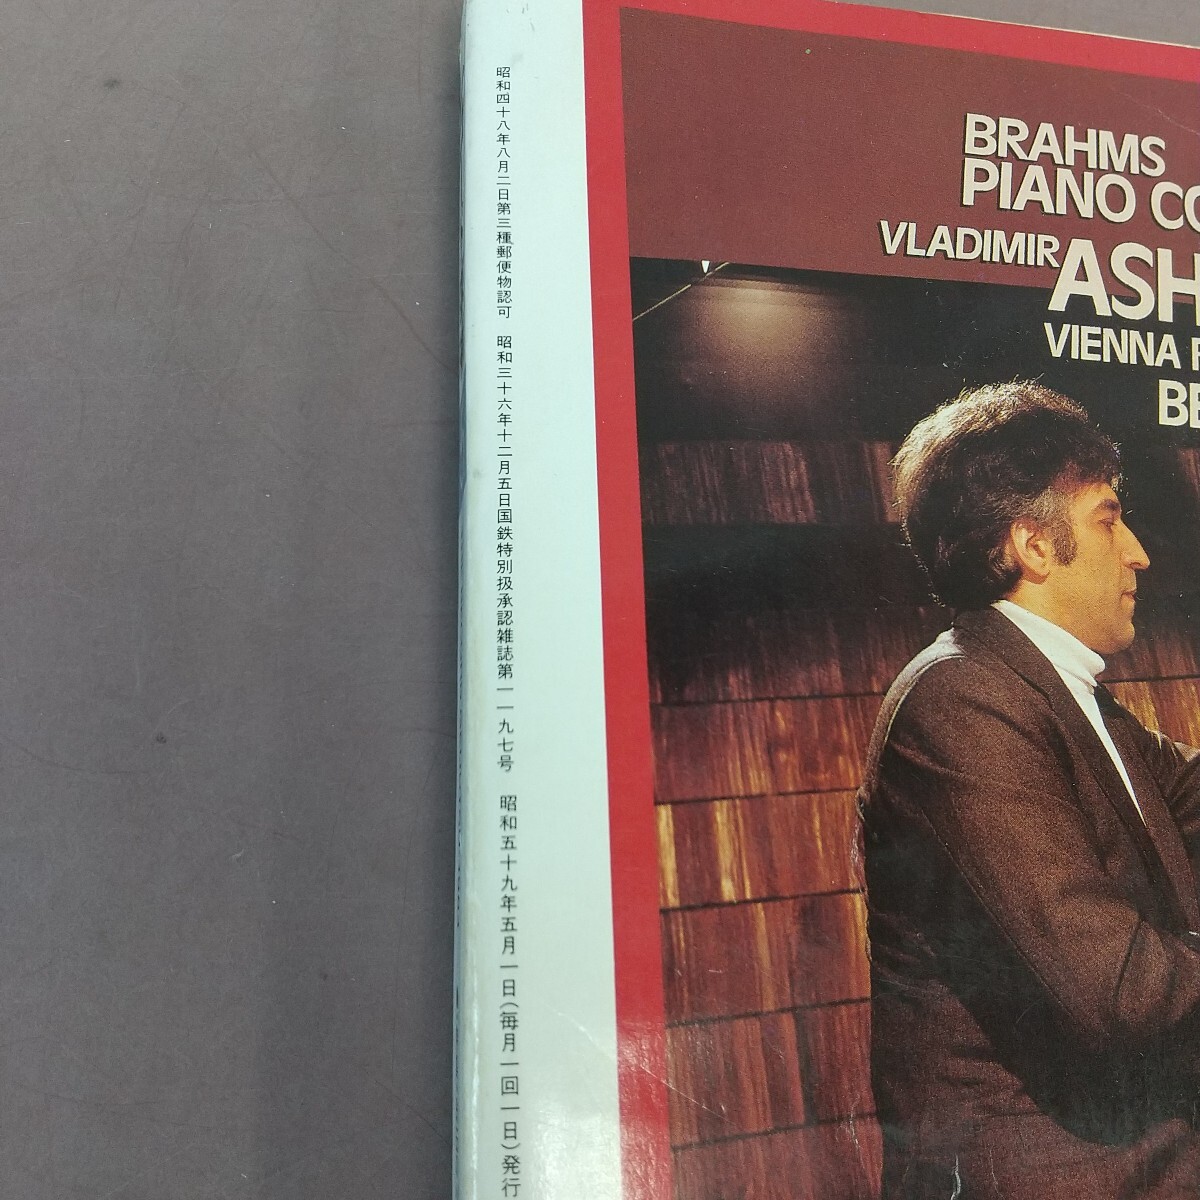 昭和四十八年八月二日第三種郵便物認可 昭和三十六年十二月五日国鉄特別扱承認雑誌第一一九七号 昭和五十九年五月一日(毎月一回一日)発行
BRAHMS
PIANO CO
VLADIMIR ASH
VIENNA
BE